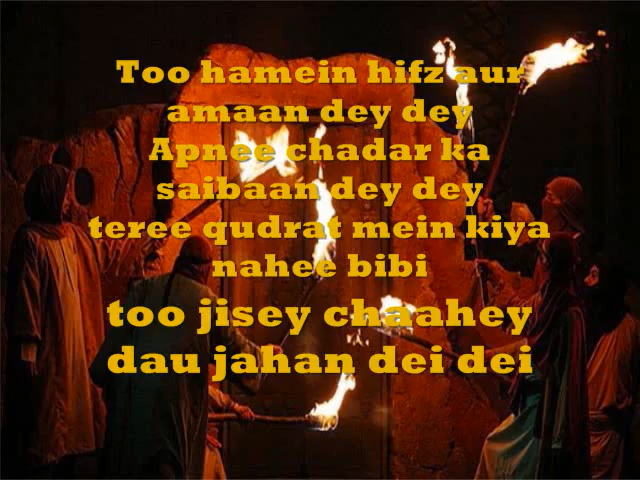 Too hamein hifz aur
amaan dey dey
Apnee chadar ka
saibaan dey dey
teree qudrat mein kiya
nahee bibi
too jisey chaahey
dau jahan dei dei